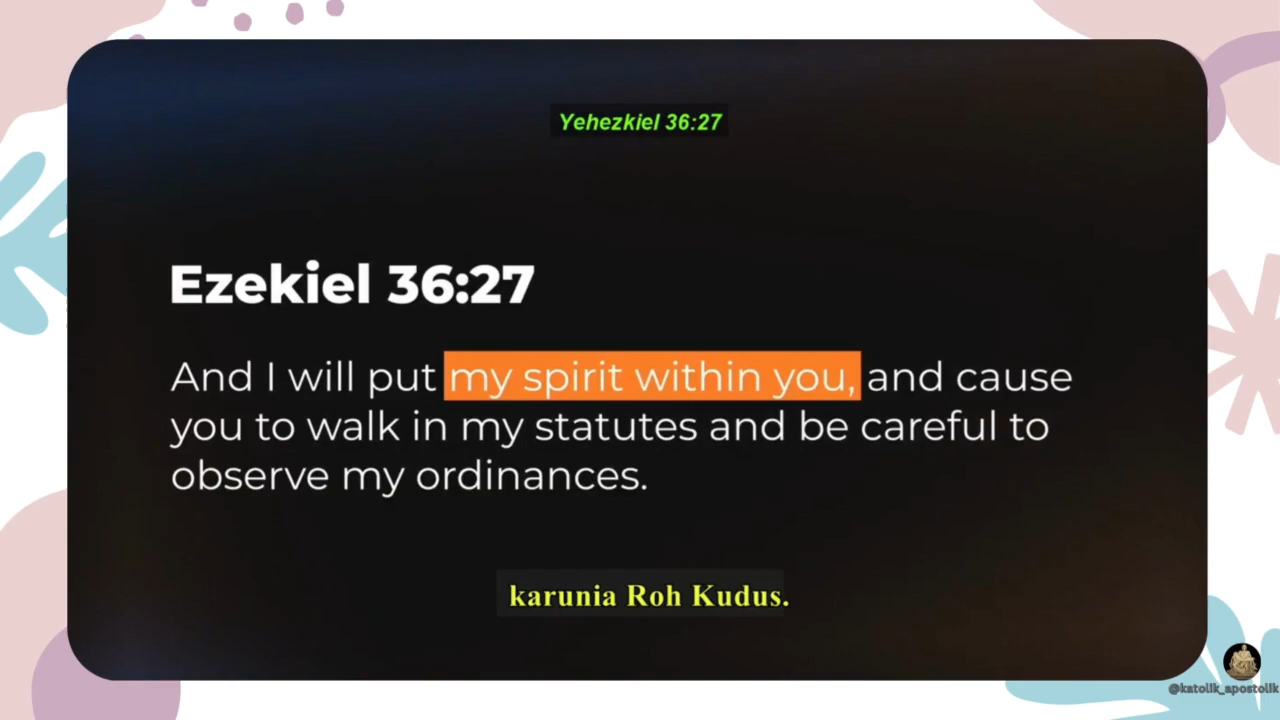 Yehezkiel 36:27
Ezekiel 36:27
And I will put my spirit within you, and cause
you to walk in my statutes and be careful to
observe my ordinances.
karunia Roh Kudus.
@katolik_apostolik